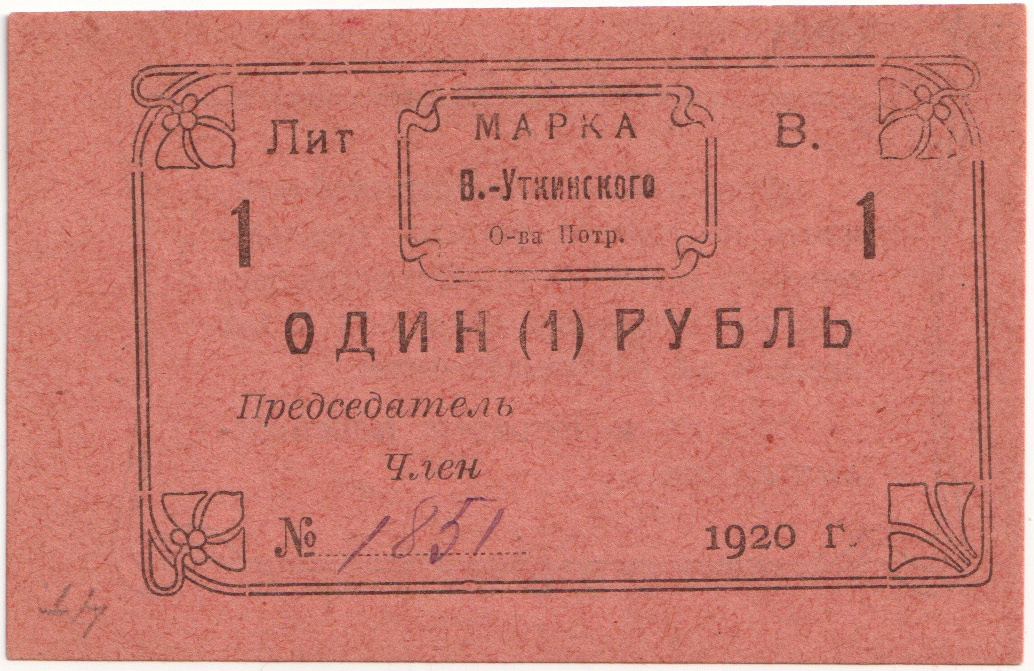 Лит МАРКА В.
В.-Уткинского
О-ва Потр.
1 1
ОДИН (1) РУБЛЬ
Председатель
Член
№ 1851 1920 г.